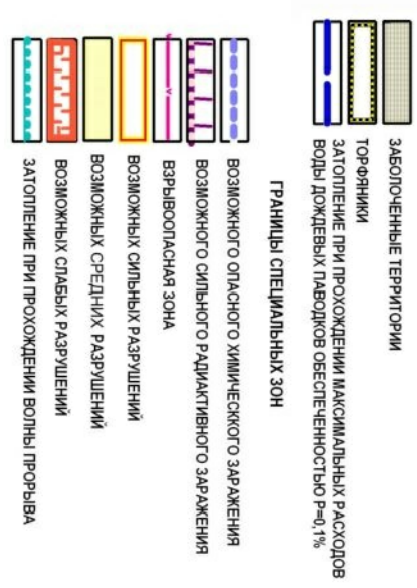 ЗАБОЛОЧЕННЫЕ ТЕРРИТОРИИ
ТОРФЯНИКИ
ЗАТОПЛЕНИЕ ПРИ ПРОХОЖДЕНИИ МАКСИМАЛЬНЫХ РАСХОДОВ
ВОДЫ ДОЖДЕВЫХ ПАВОДКОВ ОБЕСПЕЧЕННОСТЬЮ Р=0,1%
ГРАНИЦЫ СПЕЦИАЛЬНЫХ ЗОН
ВОЗМОЖНОГО ОПАСНОГО ХИМИЧЕСККОГО ЗАРАЖЕНИЯ
ВОЗМОЖНОГО СИЛЬНОГО РАДИАКТИВНОГО ЗАРАЖЕНИЯ
ВЗРЫВООПАСНАЯ ЗОНА
ВОЗМОЖНЫХ СИЛЬНЫХ РАЗРУШЕНИЙ
ВОЗМОЖНЫХ СРЕДНИХ РАЗРУШЕНИЙ
ВОЗМОЖНЫХ СЛАБЫХ РАЗРУШЕНИЙ
ЗАТОПЛЕНИЕ ПРИ ПРОХОЖДЕНИИ ВОЛНЫ ПРОРЫВА